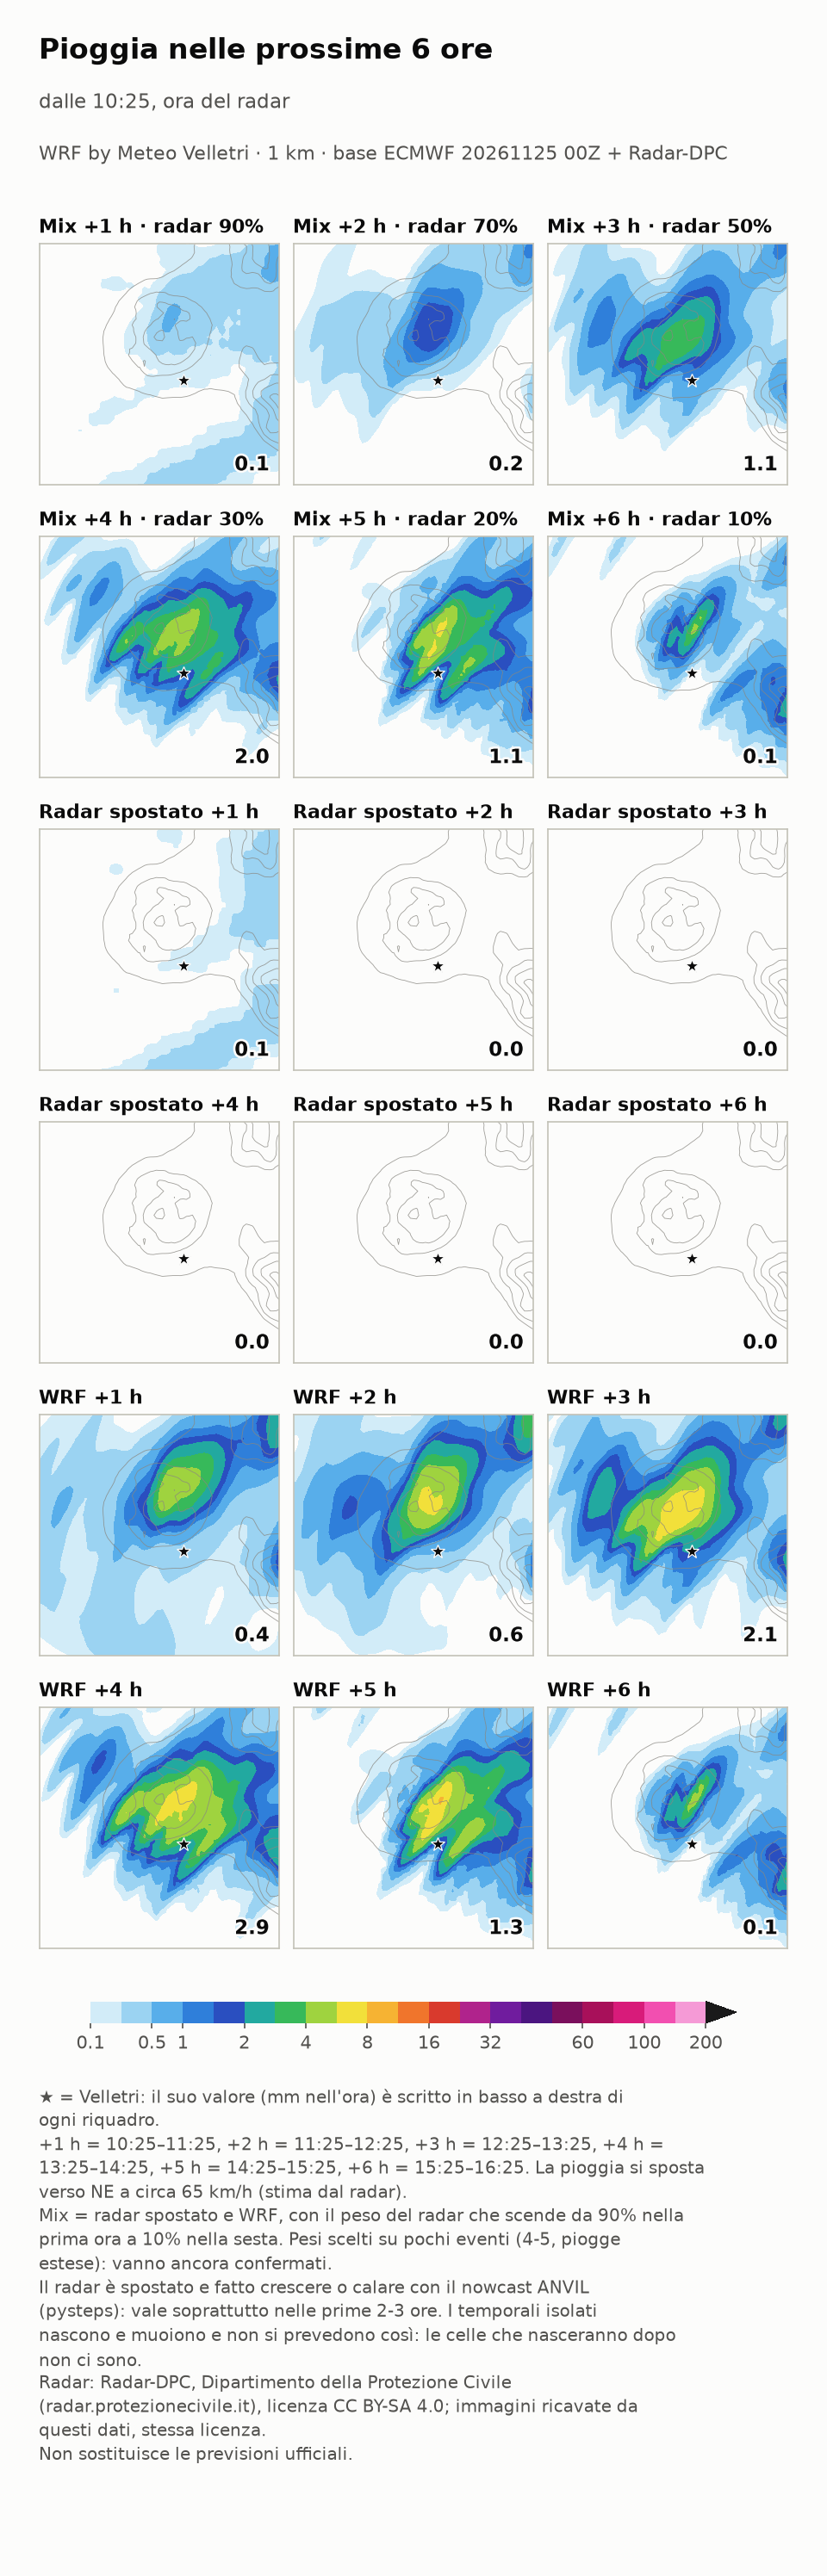 Pioggia nelle prossime 6 ore
dalle 10:25, ora del radar
WRF by Meteo Velletri · 1 km · base ECMWF 20261125 00Z + Radar-DPC
Mix +1 h · radar 90%
Mix +2 h · radar 70%
Mix +3 h · radar 50%
0.1
0.2
1.1
Mix +4 h · radar 30%
Mix +5 h · radar 20%
Mix +6 h · radar 10%
2.0
1.1
0.1
Radar spostato +1 h
Radar spostato +2 h
Radar spostato +3 h
0.1
0.0
0.0
Radar spostato +4 h
Radar spostato +5 h
Radar spostato +6 h
0.0
0.0
0.0
WRF +1 h
WRF +2 h
WRF +3 h
0.4
0.6
2.1
WRF +4 h
WRF +5 h
WRF +6 h
2.9
1.3
0.1
0.1 0.5 1 2 4 8 16 32 60 100 200
★ = Velletri: il suo valore (mm nell'ora) è scritto in basso a destra di
ogni riquadro.
+1 h = 10:25–11:25, +2 h = 11:25–12:25, +3 h = 12:25–13:25, +4 h =
13:25–14:25, +5 h = 14:25–15:25, +6 h = 15:25–16:25. La pioggia si sposta
verso NE a circa 65 km/h (stima dal radar).
Mix = radar spostato e WRF, con il peso del radar che scende da 90% nella
prima ora a 10% nella sesta. Pesi scelti su pochi eventi (4-5, piogge
estese): vanno ancora confermati.
Il radar è spostato e fatto crescere o calare con il nowcast ANVIL
(pysteps): vale soprattutto nelle prime 2-3 ore. I temporali isolati
nascono e muoiono e non si prevedono così: le celle che nasceranno dopo
non ci sono.
Radar: Radar-DPC, Dipartimento della Protezione Civile
(radar.protezionecivile.it), licenza CC BY-SA 4.0; immagini ricavate da
questi dati, stessa licenza.
Non sostituisce le previsioni ufficiali.